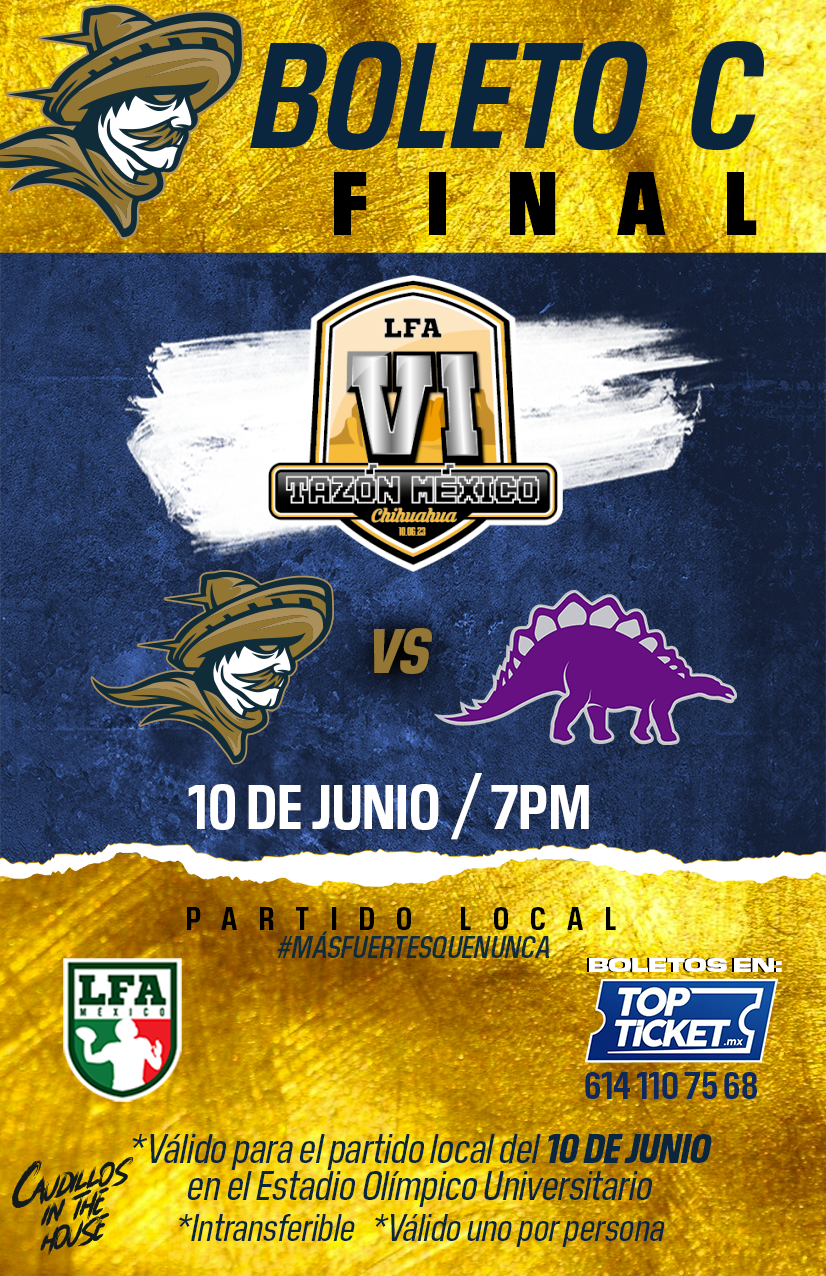 BOLETO C
FINAL
LFA
VI
TAZÓN MÉXICO
Chihuahua
10.06.23
VS
10 DE JUNIO / 7PM
PARTIDO LOCAL
#MÁSFUERTESQUENUNCA
LFA
MÉXICO
BOLETOS EN:
TOP
TiCKET.mx
614 110 75 68
*Válido para el partido local del 10 DE JUNIO
en el Estadio Olímpico Universitario
*Intransferible *Válido uno por persona
CAUDILLOS
IN THE
HOUSE